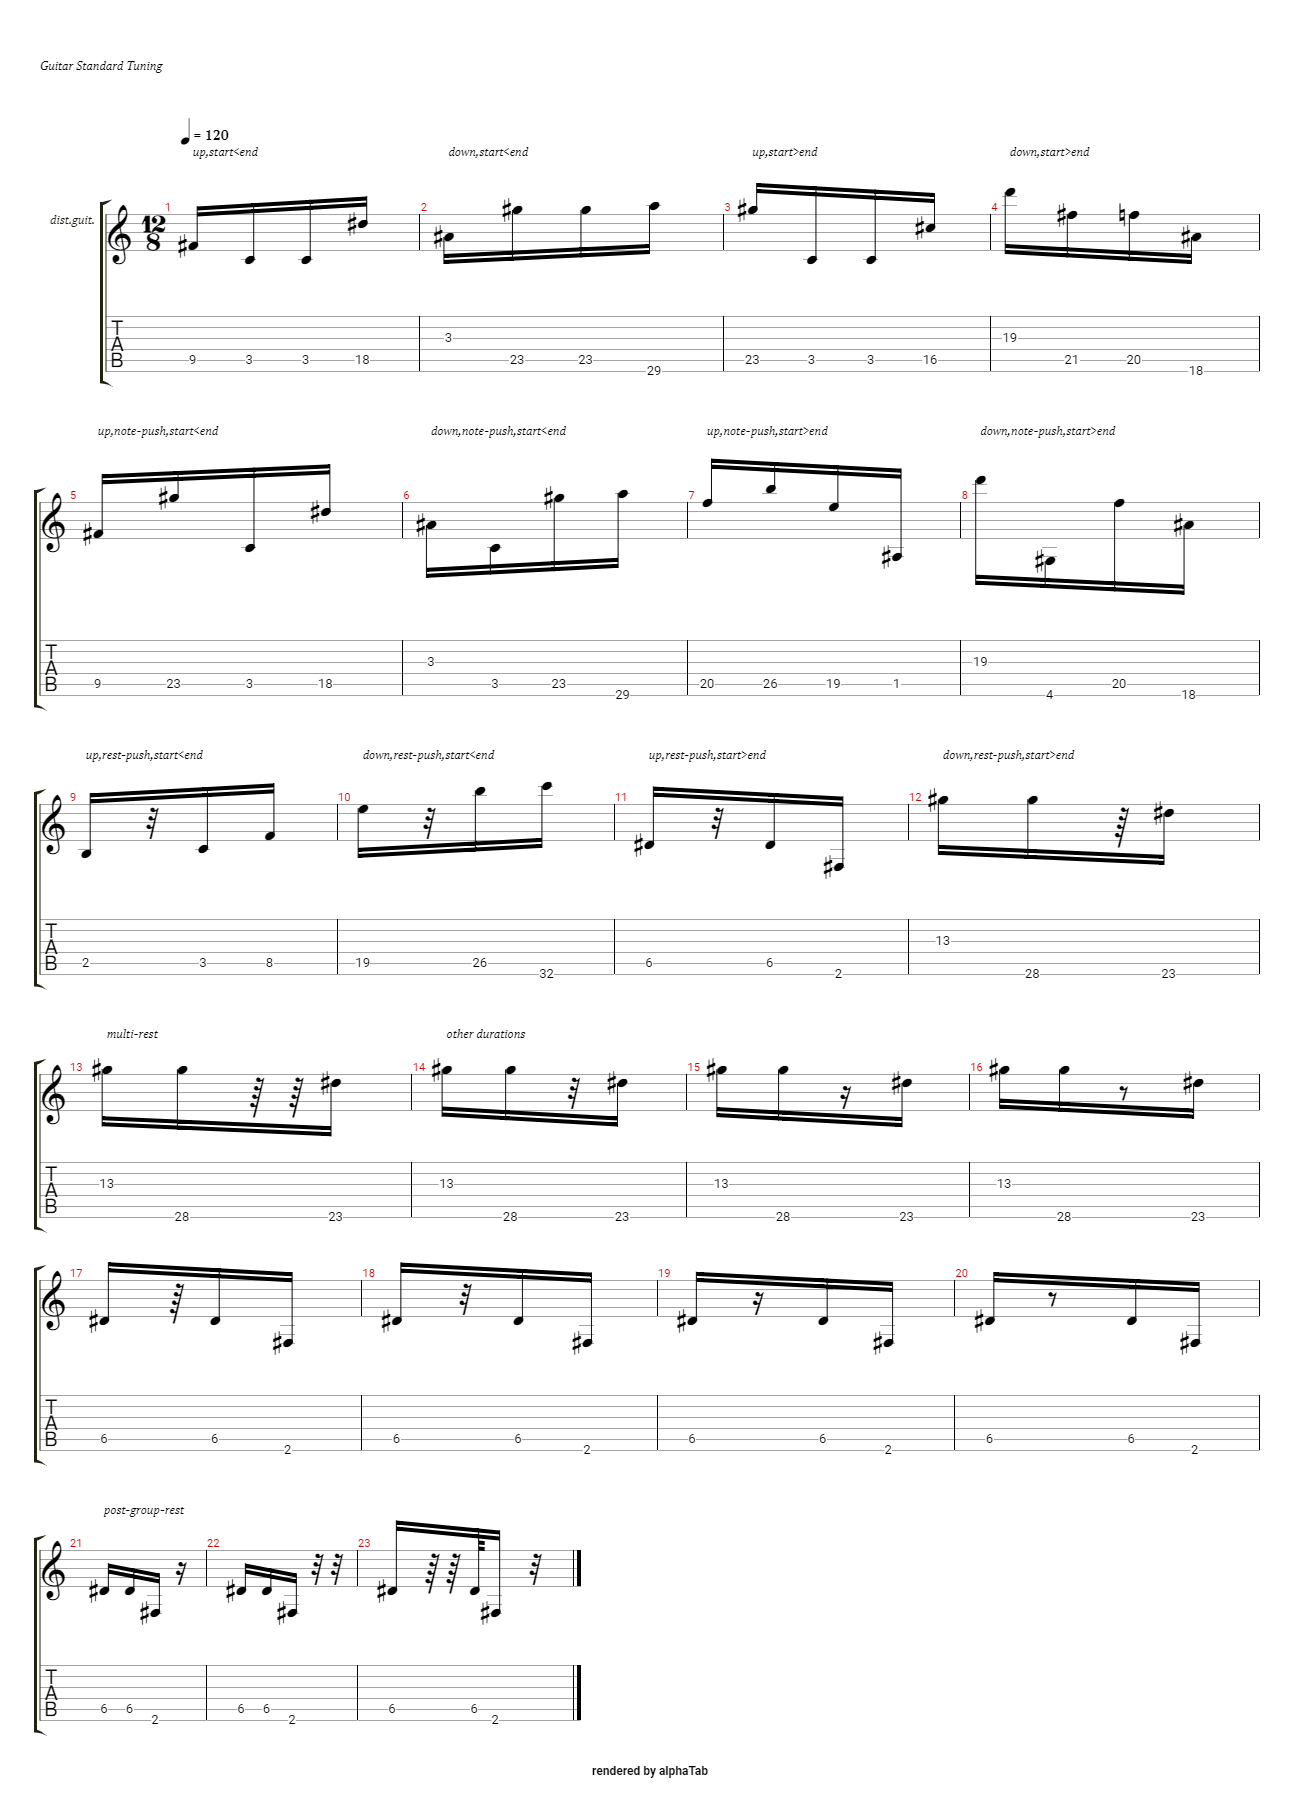 Guitar Standard Tuning
= 120
up,start<end down,start<end up,start>end down,start>end
dist.guit. 1 12 8 2 3 4
T A B 9 3 3 18 3 23 23 29 23 3 3 16 19 21 20 18
up,note-push,start<end down,note-push,start<end up,note-push,start>end down,note-push,start>end
5 6 7 8
T A B 9 23 3 18 3 3 23 29 20 26 19 1 19 4 20 18
up,rest-push,start<end down,rest-push,start<end up,rest-push,start>end down,rest-push,start>end
9 10 11 12
T A B 2 3 8 19 26 32 6 6 2 13 28 23
multi-rest other durations
13 14 15 16
T A B 13 28 23 13 28 23 13 28 23 13 28 23
17 18 19 20
T A B 6 6 2 6 6 2 6 6 2 6 6 2
post-group-rest
21 22 23
T A B 6 6 2 6 6 2 6 6 2
rendered by alphaTab